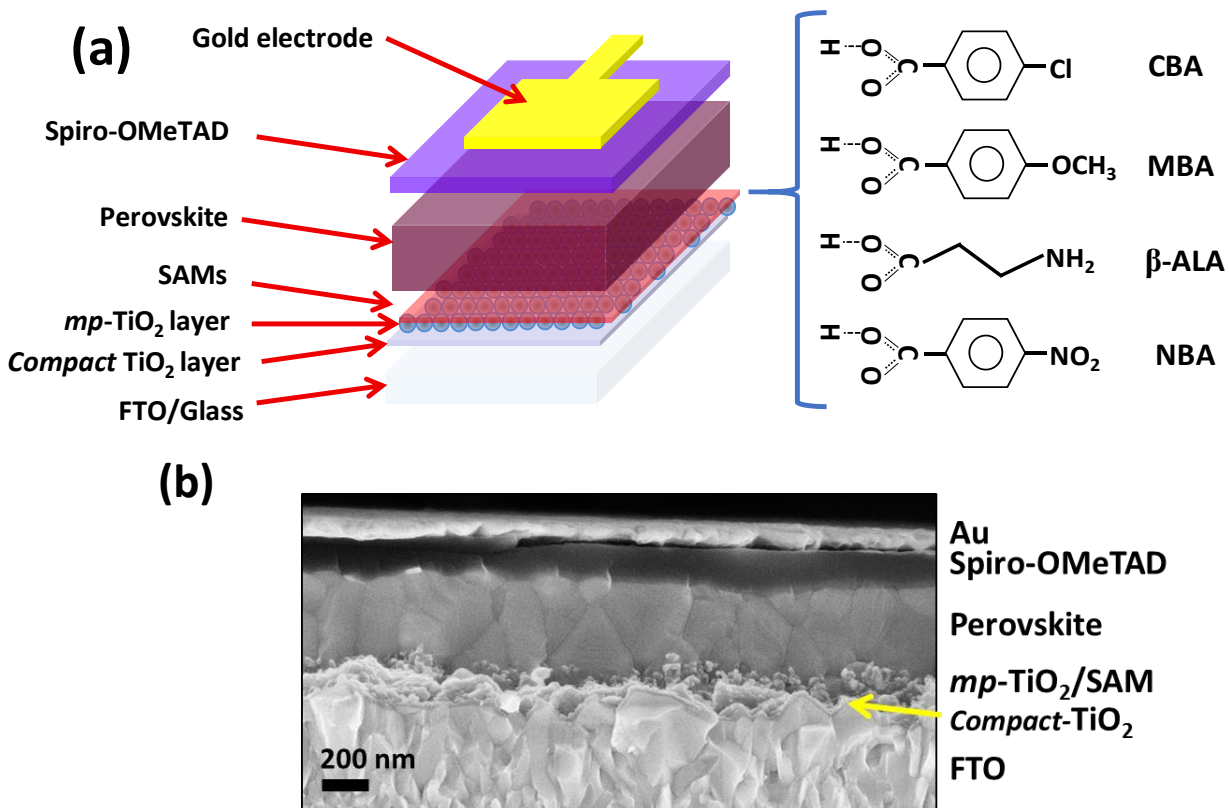 (a)
Gold electrode
Spiro-OMeTAD
Perovskite
SAMs
mp-TiO₂ layer
Compact TiO₂ layer
FTO/Glass
H O C O Cl CBA
H O C O OCH₃ MBA
H O C O NH₂ β-ALA
H O C O NO₂ NBA
(b)
Au
Spiro-OMeTAD
Perovskite
mp-TiO₂/SAM
Compact-TiO₂
FTO
200 nm